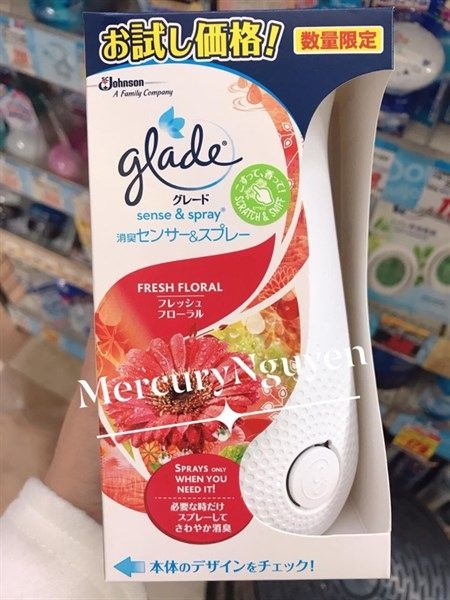 お試し価格!
数量限定
Johnson
A Family Company
glade
グレード
sense & spray®
消臭センサー&スプレー
こすって、香って!
SCRATCH & SNIFF
FRESH FLORAL
フレッシュ
フローラル
MercuryNguyen
SPRAYS ONLY
WHEN YOU
NEED IT!
必要な時だけ
スプレーして
さわやか消臭
本体のデザインをチェック!